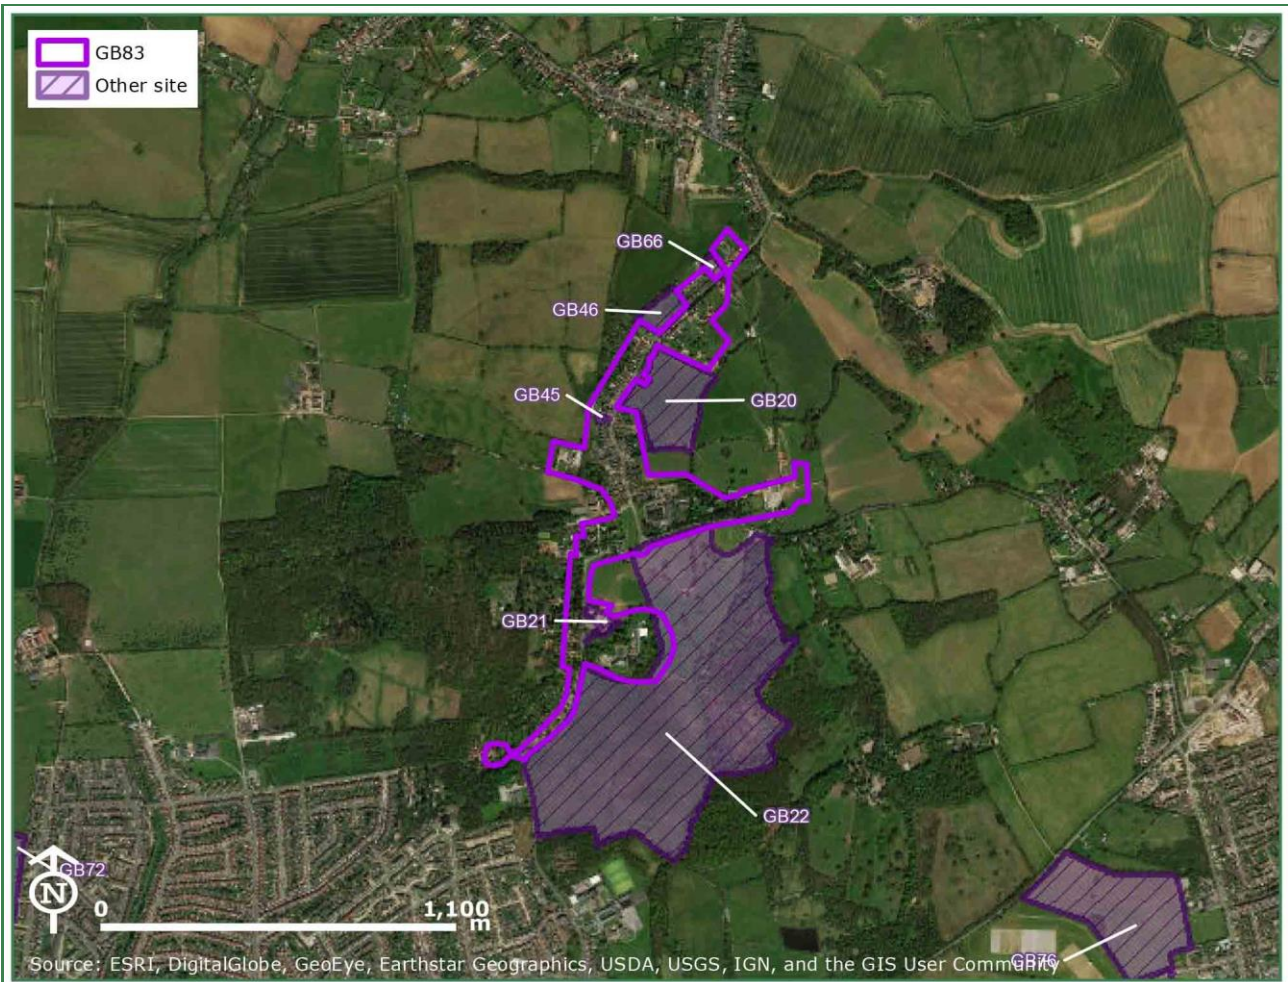 GB83
Other site
GB66
GB46
GB45
GB20
GB21
GB22
GB72
N
0 1,100
m
GB76
Source: ESRI, DigitalGlobe, GeoEye, Earthstar Geographics, USDA, USGS, IGN, and the GIS User Community